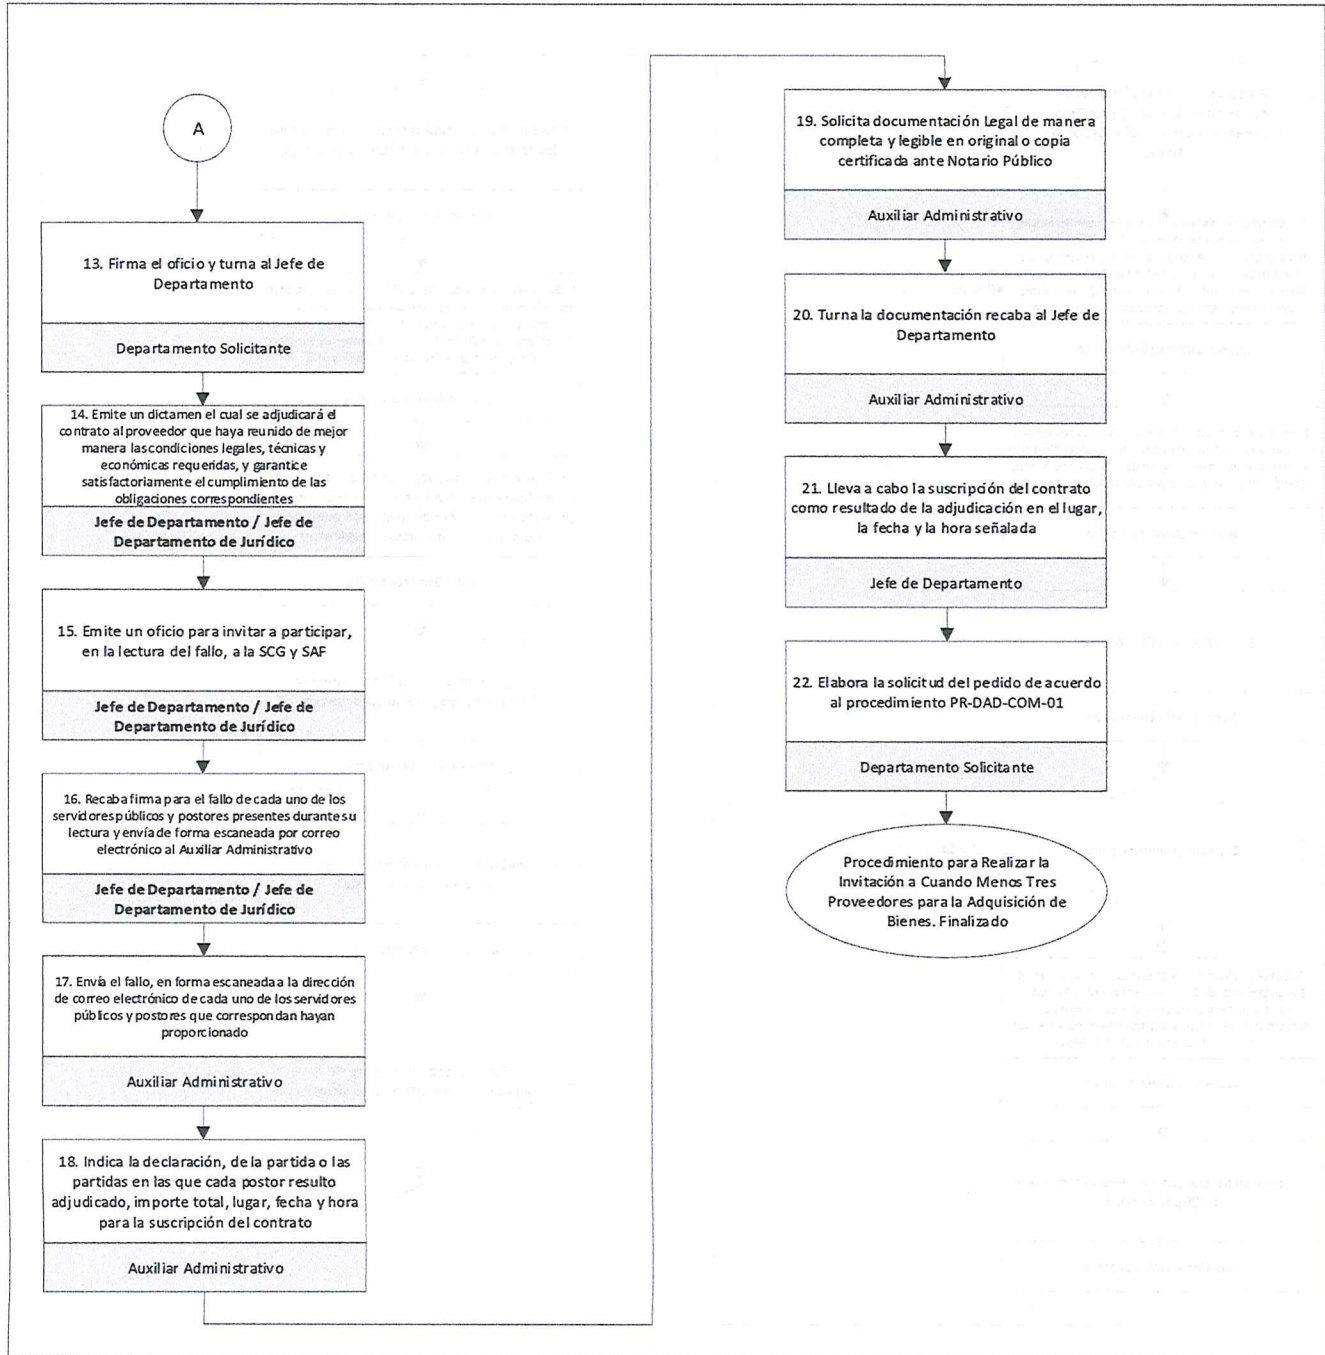 A
13. Firma el oficio y turna al Jefe de
Departamento
Departamento Solicitante
14. Emite un dictamen el cual se adjudicará el
contrato al proveedor que haya reunido de mejor
manera lascondiciones legales, técnicas y
económicas requeridas, y garantice
satisfactoriamente el cumplimiento de las
obligaciones correspondientes
Jefe de Departamento / Jefe de
Departamento de Jurídico
15. Emite un oficio para invitar a participar,
en la lectura del fallo, a la SCG y SAF
Jefe de Departamento / Jefe de
Departamento de Jurídico
16. Recaba firma para el fallo de cada uno de los
servidores públicos y postores presentes durante su
lectura y envía de forma escaneada por correo
electrónico al Auxiliar Administrativo
Jefe de Departamento / Jefe de
Departamento de Jurídico
17. Envía el fallo, en forma escaneada a la dirección
de correo electrónico de cada uno de los servidores
públicos y postores que correspondan hayan
proporcionado
Auxiliar Administrativo
18. Indica la declaración, de la partida o las
partidas en las que cada postor resulto
adjudicado, importe total, lugar, fecha y hora
para la suscripción del contrato
Auxiliar Administrativo
19. Solicita documentación Legal de manera
completa y legible en original o copia
certificada ante Notario Público
Auxiliar Administrativo
20. Turna la documentación recaba al Jefe de
Departamento
Auxiliar Administrativo
21. Lleva a cabo la suscripción del contrato
como resultado de la adjudicación en el lugar,
la fecha y la hora señalada
Jefe de Departamento
22. Elabora la solicitud del pedido de acuerdo
al procedimiento PR-DAD-COM-01
Departamento Solicitante
Procedimiento para Realizar la
Invitación a Cuando Menos Tres
Proveedores para la Adquisición de
Bienes. Finalizado